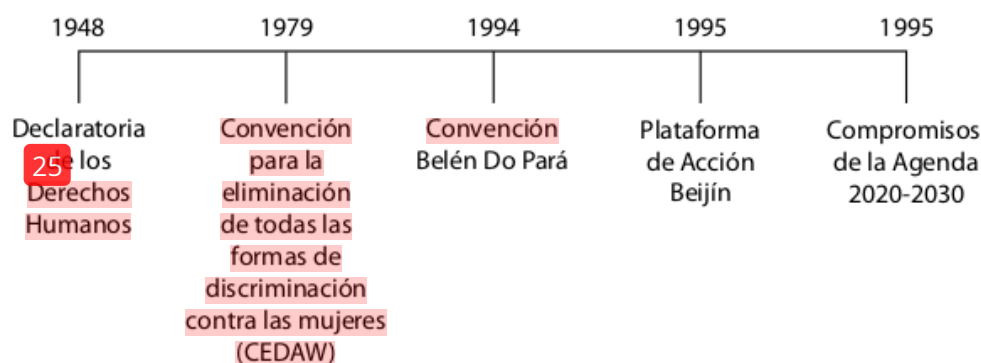 1948
1979
1994
1995
1995
Declaratoria
de los
Derechos
Humanos
25
Convención
para la
eliminación
de todas las
formas de
discriminación
contra las mujeres
(CEDAW)
Convención
Belén Do Pará
Plataforma
de Acción
Beijín
Compromisos
de la Agenda
2020-2030